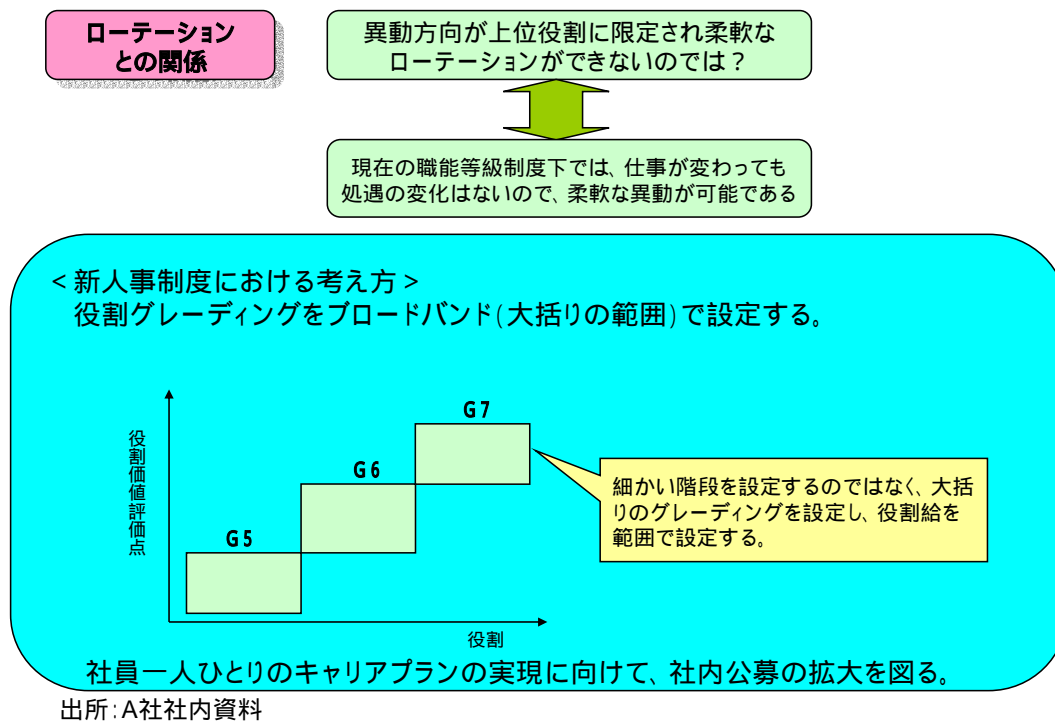 ローテーション
との関係
異動方向が上位役割に限定され柔軟な
ローテーションができないのでは？
現在の職能等級制度下では、仕事が変わっても
処遇の変化はないので、柔軟な異動が可能である
＜新人事制度における考え方＞
役割グレーディングをブロードバンド(大括りの範囲)で設定する。
役割価値評価点
G5
G6
G7
細かい階段を設定するのではなく、大括
りのグレーディングを設定し、役割給を
範囲で設定する。
役割
社員一人ひとりのキャリアプランの実現に向けて、社内公募の拡大を図る。
出所：A社社内資料